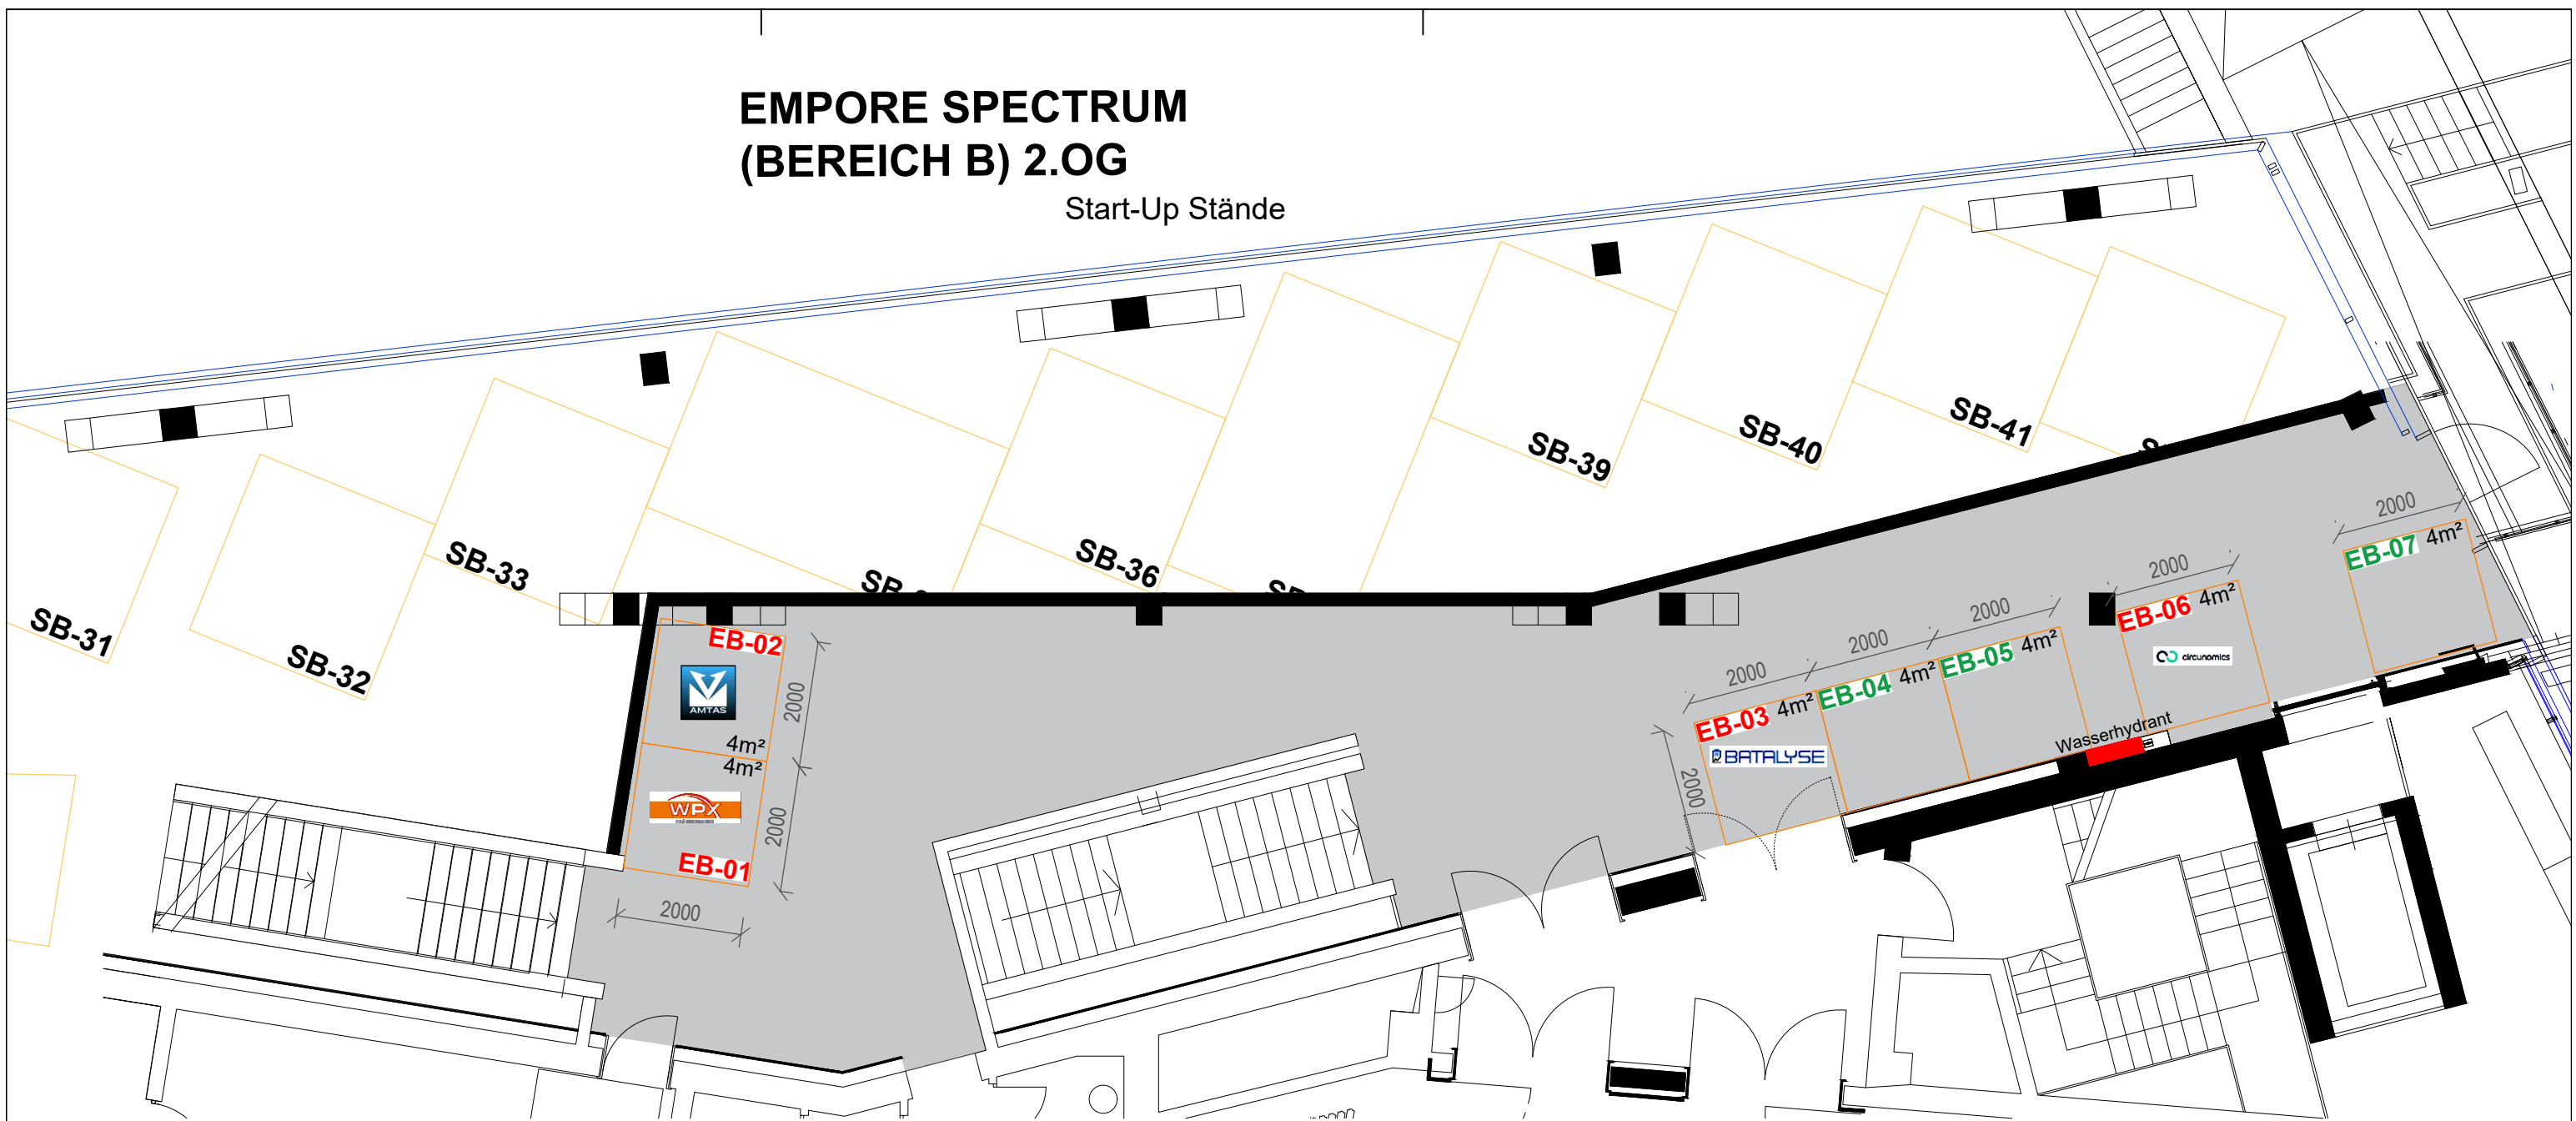 EMPORE SPECTRUM
(BEREICH B) 2.OG
Start-Up Stände
SB-31
SB-32
SB-33
SB-36
SB-39
SB-40
SB-41
EB-02
AMTAS
4m²
2000
4m²
WPX
2000
EB-01
2000
2000
EB-03 4m²
BATALYSE
2000
2000
EB-04 4m²
2000
EB-05 4m²
2000
EB-06 4m²
circunomics
Wasserhydrant
2000
EB-07 4m²